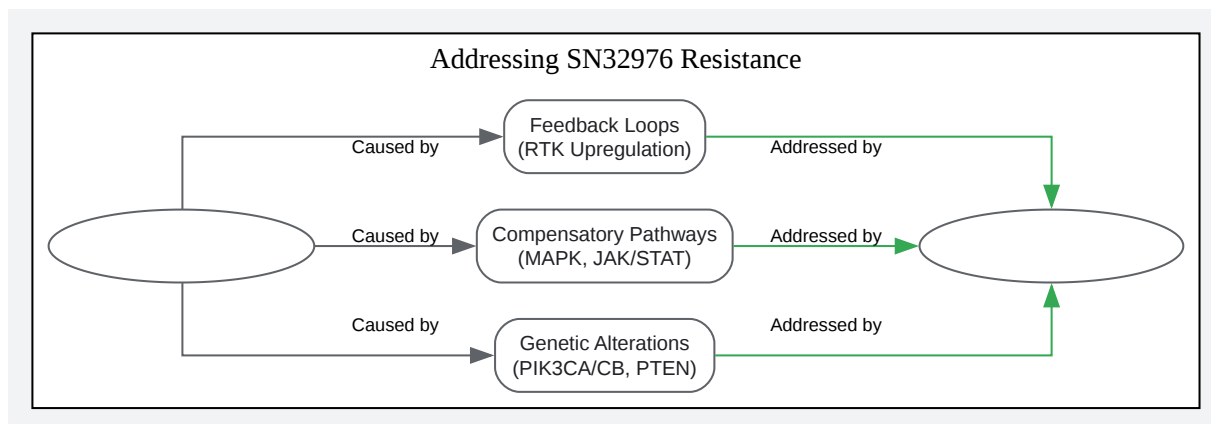 Addressing SN32976 Resistance
Feedback Loops
(RTK Upregulation)
Caused by
Addressed by
Caused by
Compensatory Pathways
(MAPK, JAK/STAT)
Addressed by
Caused by
Genetic Alterations
(PIK3CA/CB, PTEN)
Addressed by